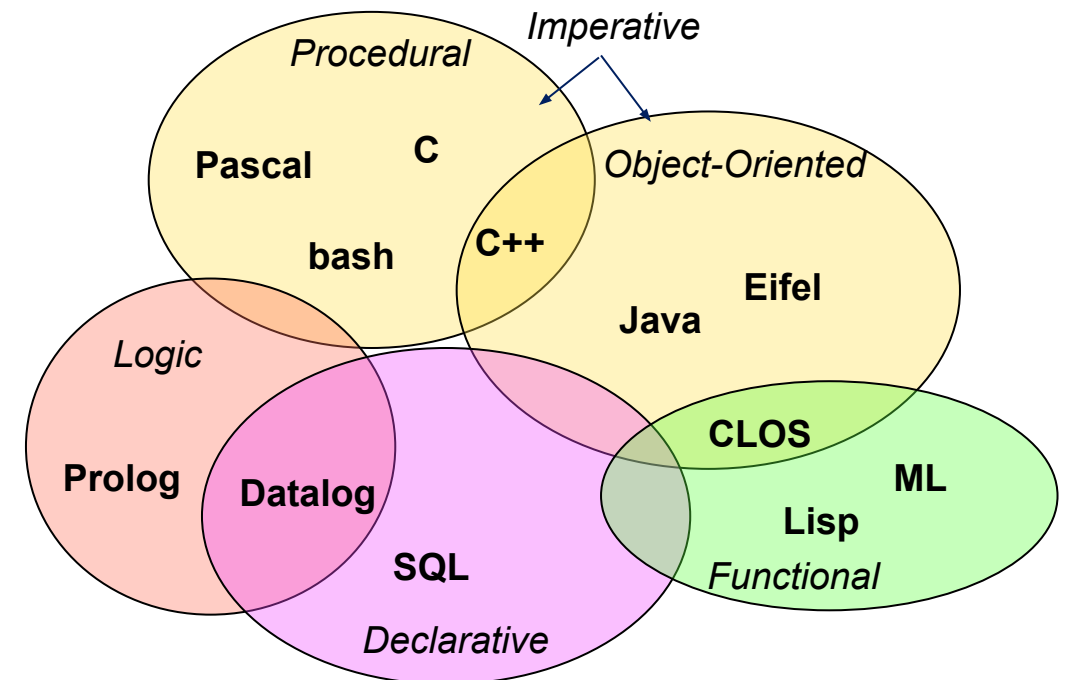 Imperative
Procedural
C
Pascal
Object-Oriented
C++
bash
Eifel
Java
Logic
CLOS
Prolog
ML
Datalog
Lisp
SQL
Functional
Declarative